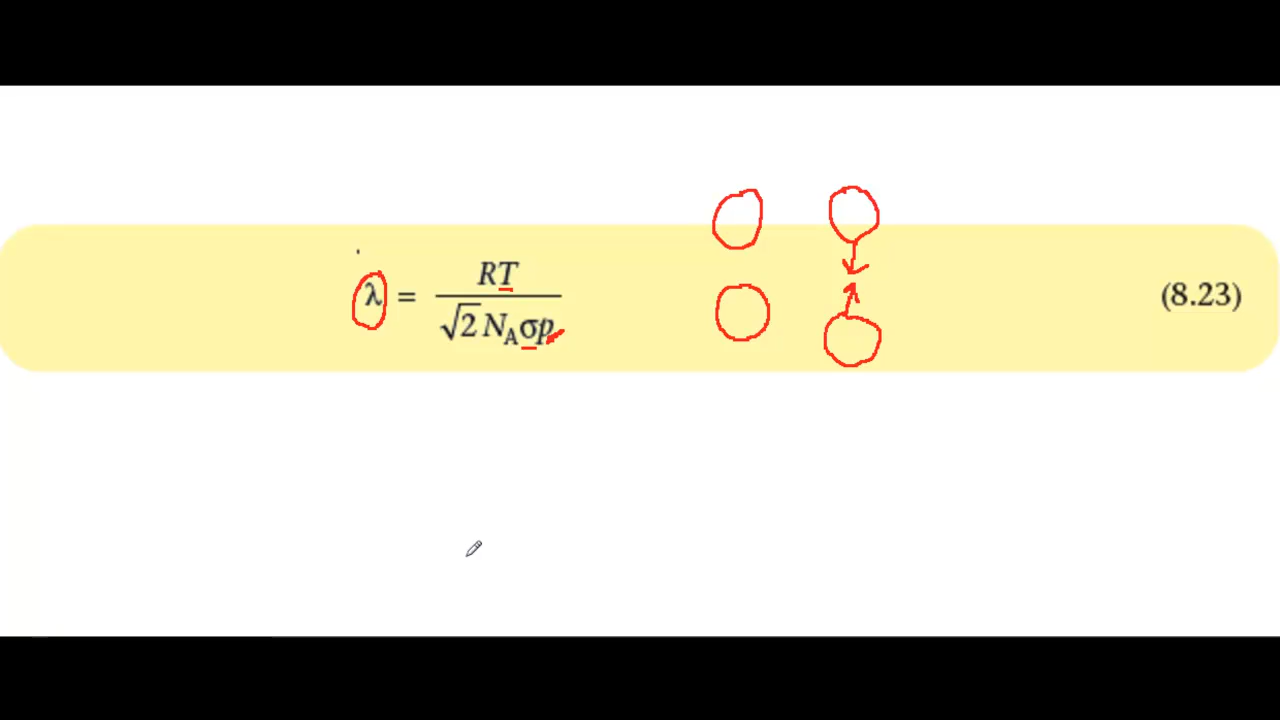 λ = RT / √2 N_A σp (8.23)